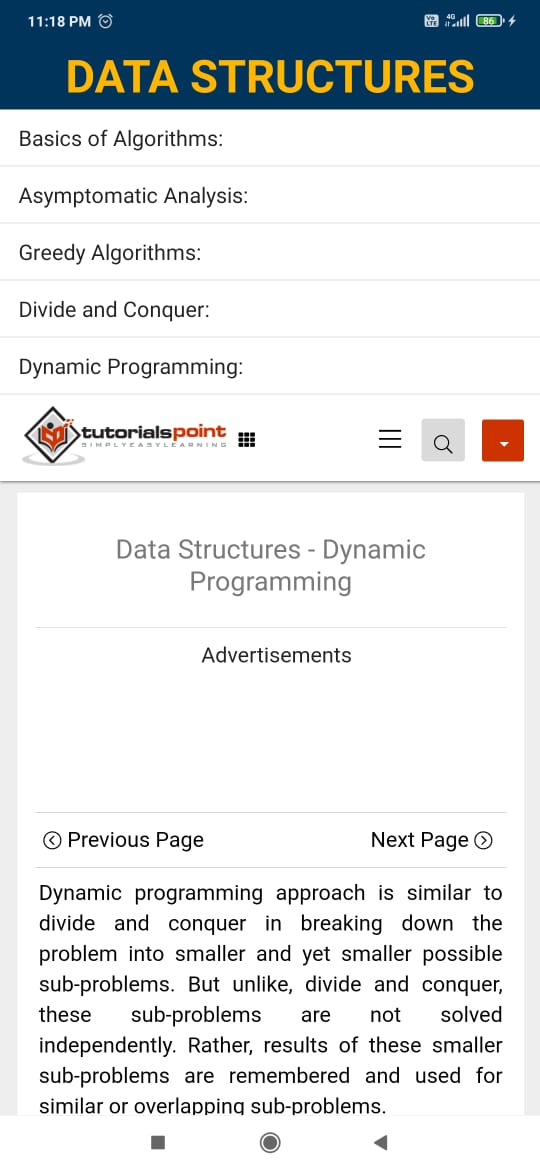 11:18 PM
Vo LTE 4G 86
DATA STRUCTURES
Basics of Algorithms:
Asymptomatic Analysis:
Greedy Algorithms:
Divide and Conquer:
Dynamic Programming:
tutorialspoint
SIMPLYEASYLEARNING
Data Structures - Dynamic
Programming
Advertisements
Previous Page Next Page
Dynamic programming approach is similar to
divide and conquer in breaking down the
problem into smaller and yet smaller possible
sub-problems. But unlike, divide and conquer,
these sub-problems are not solved
independently. Rather, results of these smaller
sub-problems are remembered and used for
similar or overlapping sub-problems.